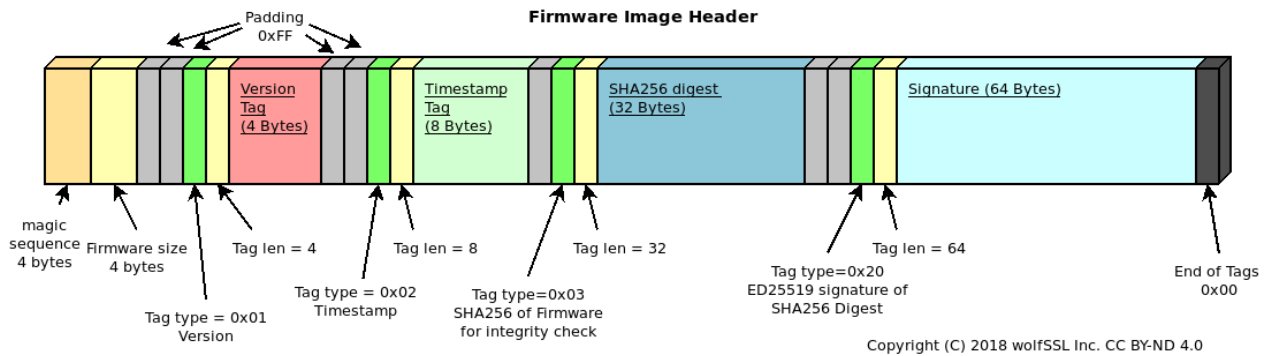 Firmware Image Header
Padding
0xFF
Version
Tag
(4 Bytes)
Timestamp
Tag
(8 Bytes)
SHA256 digest
(32 Bytes)
Signature (64 Bytes)
magic
sequence
4 bytes
Firmware size
4 bytes
Tag type = 0x01
Version
Tag len = 4
Tag type = 0x02
Timestamp
Tag len = 8
Tag type=0x03
SHA256 of Firmware
for integrity check
Tag len = 32
Tag type=0x20
ED25519 signature of
SHA256 Digest
Tag len = 64
End of Tags
0x00
Copyright (C) 2018 wolfSSL Inc. CC BY-ND 4.0